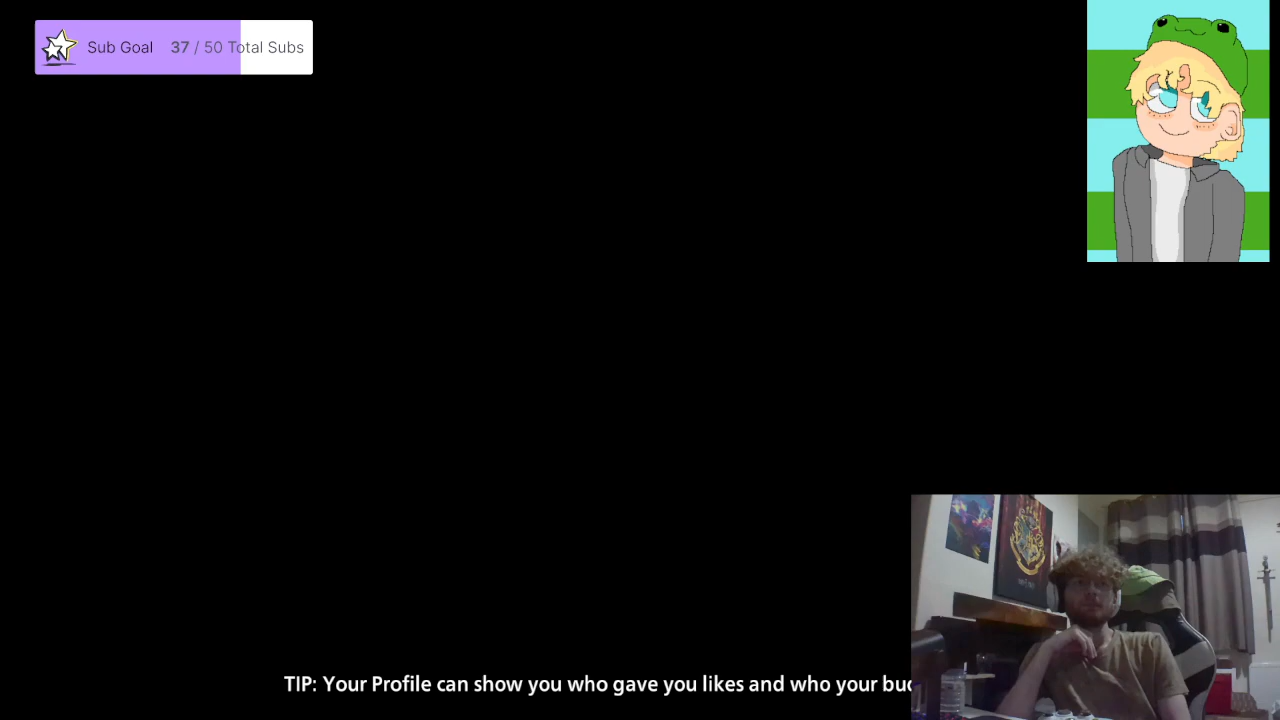 Sub Goal 37 / 50 Total Subs
TIP: Your Profile can show you who gave you likes and who your